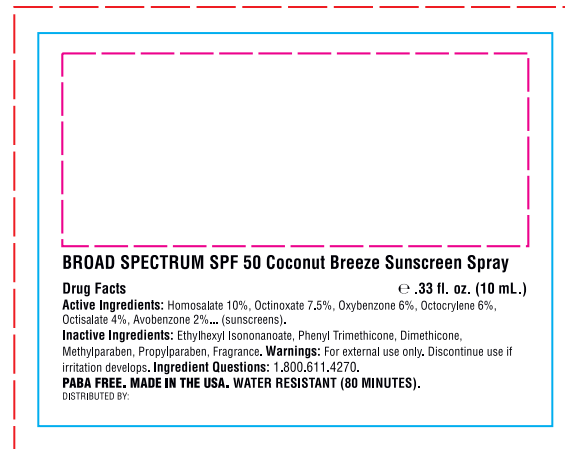 BROAD SPECTRUM SPF 50 Coconut Breeze Sunscreen Spray
Drug Facts ℮ .33 fl. oz. (10 mL.)
Active Ingredients: Homosalate 10%, Octinoxate 7.5%, Oxybenzone 6%, Octocrylene 6%,
Octisalate 4%, Avobenzone 2%... (sunscreens).
Inactive Ingredients: Ethylhexyl Isononanoate, Phenyl Trimethicone, Dimethicone,
Methylparaben, Propylparaben, Fragrance. Warnings: For external use only. Discontinue use if
irritation develops. Ingredient Questions: 1.800.611.4270.
PABA FREE. MADE IN THE USA. WATER RESISTANT (80 MINUTES).
DISTRIBUTED BY: